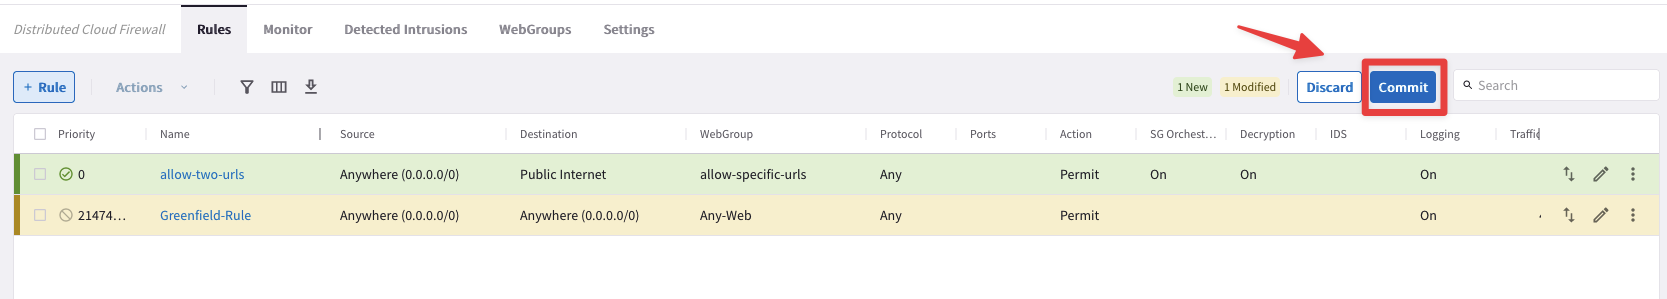 Distributed Cloud Firewall Rules Monitor Detected Intrusions WebGroups Settings
+ Rule Actions 1 New 1 Modified Discard Commit Search
Priority Name Source Destination WebGroup Protocol Ports Action SG Orchest... Decryption IDS Logging Traffic
0 allow-two-urls Anywhere (0.0.0.0/0) Public Internet allow-specific-urls Any Permit On On On
21474... Greenfield-Rule Anywhere (0.0.0.0/0) Anywhere (0.0.0.0/0) Any-Web Any Permit On